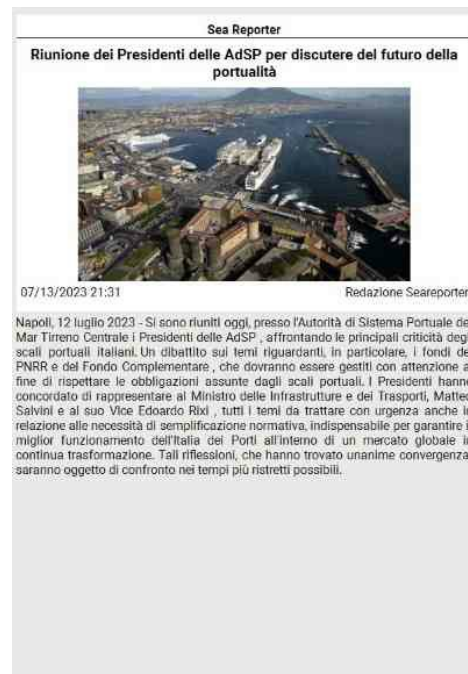 Sea Reporter
Riunione dei Presidenti delle AdSP per discutere del futuro della
portualità
07/13/2023 21:31
Redazione Seareporter
Napoli, 12 luglio 2023 - Si sono riuniti oggi, presso l'Autorità di Sistema Portuale de
Mar Tirreno Centrale i Presidenti delle AdSP , affrontando le principali criticità degl
scali portuali italiani. Un dibattito sui temi riguardanti, in particolare, i fondi de
PNRR e del Fondo Complementare , che dovranno essere gestiti con attenzione a
fine di rispettare le obbligazioni assunte dagli scali portuali. I Presidenti hanno
concordato di rappresentare al Ministro delle Infrastrutture e dei Trasporti, Matteo
Salvini e al suo Vice Edoardo Rixi , tutti i temi da trattare con urgenza anche i
relazione alle necessità di semplificazione normativa, indispensabile per garantire i
miglior funzionamento dell'Italia dei Porti all'interno di un mercato globale i
continua trasformazione. Tali riflessioni, che hanno trovato unanime convergenza
saranno oggetto di confronto nei tempi più ristretti possibili.